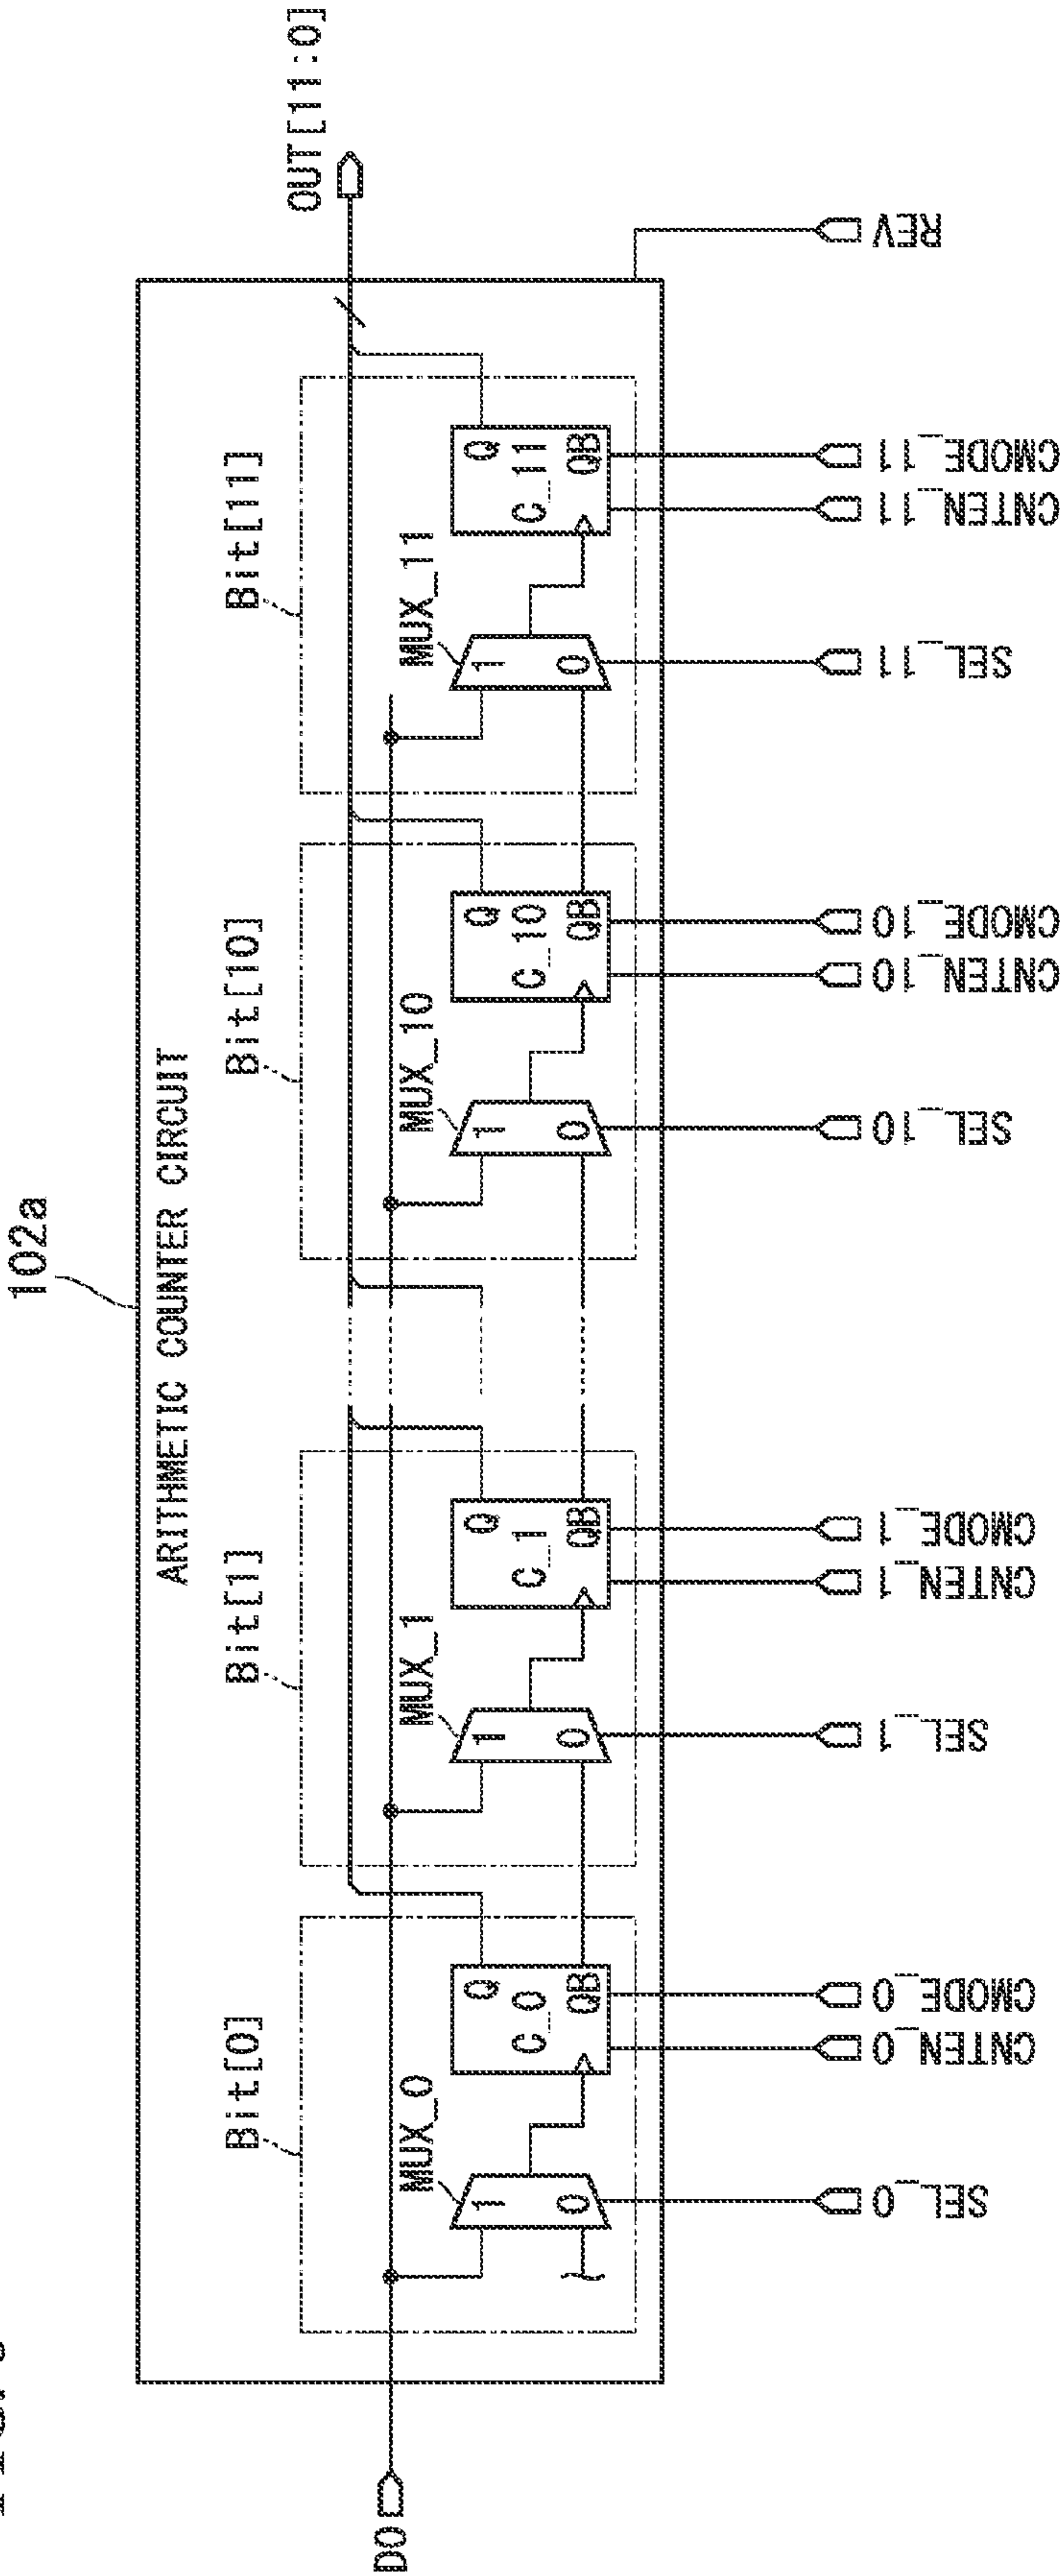 102a
ARITHMETIC COUNTER CIRCUIT
Bit[0]
Bit[1]
Bit[10]
Bit[11]
OUT[11:0]
DO
MUX_0
1
0
C_0
Q
QB
MUX_1
1
0
C_1
Q
QB
MUX_10
1
0
C_10
Q
QB
MUX_11
1
0
C_11
Q
QB
SEL_0
CNTEN_0
CMODE_0
SEL_1
CNTEN_1
CMODE_1
SEL_10
CNTEN_10
CMODE_10
SEL_11
CNTEN_11
CMODE_11
REV